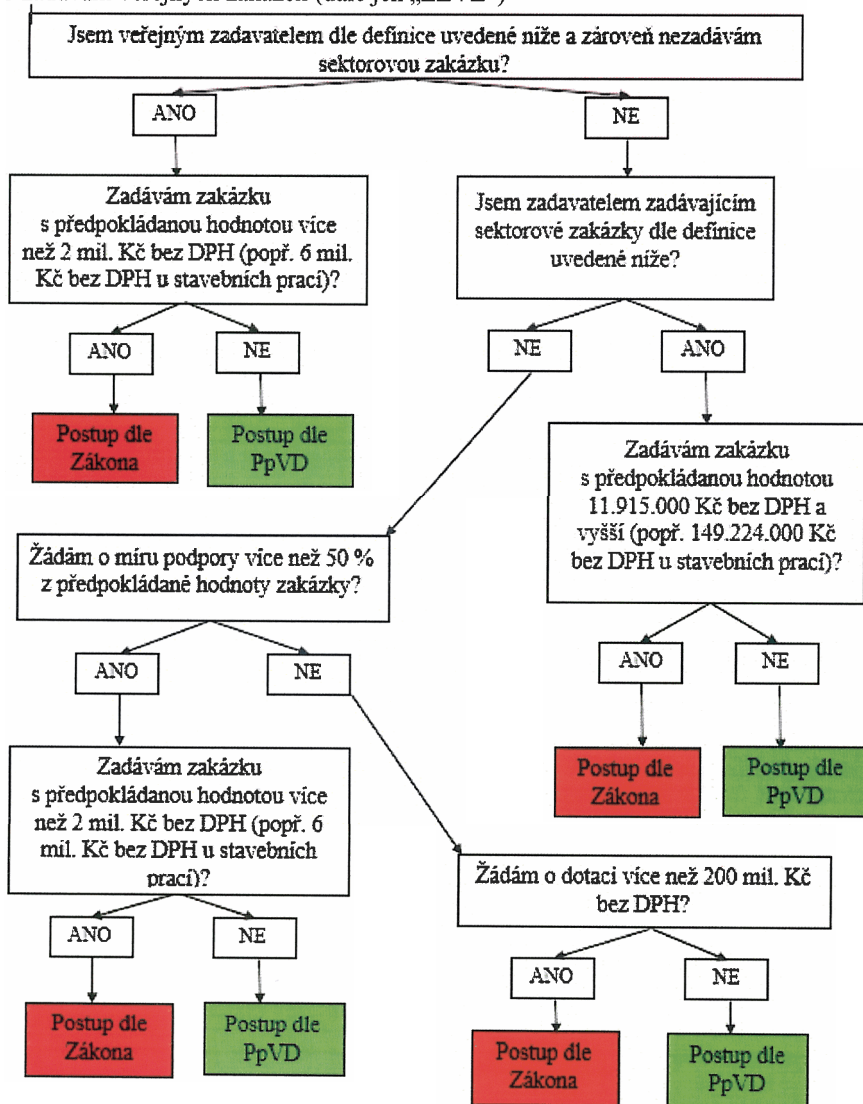 Jsem veřejným zadavatelem dle definice uvedené níže a zároveň nezadávám
sektorovou zakázku?
ANO
NE
Zadávám zakázku
s předpokládanou hodnotou více
než 2 mil. Kč bez DPH (popř. 6 mil.
Kč bez DPH u stavebních prací)?
Jsem zadavatelem zadávajícím
sektorové zakázky dle definice
uvedené níže?
ANO
NE
NE
ANO
Postup dle
Zákona
Postup dle
PpVD
Zadávám zakázku
s předpokládanou hodnotou
11.915.000 Kč bez DPH a
vyšší (popř. 149.224.000 Kč
bez DPH u stavebních prací)?
Žádám o míru podpory více než 50 %
z předpokládané hodnoty zakázky?
ANO
NE
ANO
NE
Postup dle
Zákona
Postup dle
PpVD
Zadávám zakázku
s předpokládanou hodnotou více
než 2 mil. Kč bez DPH (popř. 6
mil. Kč bez DPH u stavebních
prací)?
Žádám o dotaci více než 200 mil. Kč
bez DPH?
ANO
NE
ANO
NE
Postup dle
Zákona
Postup dle
PpVD
Postup dle
Zákona
Postup dle
PpVD